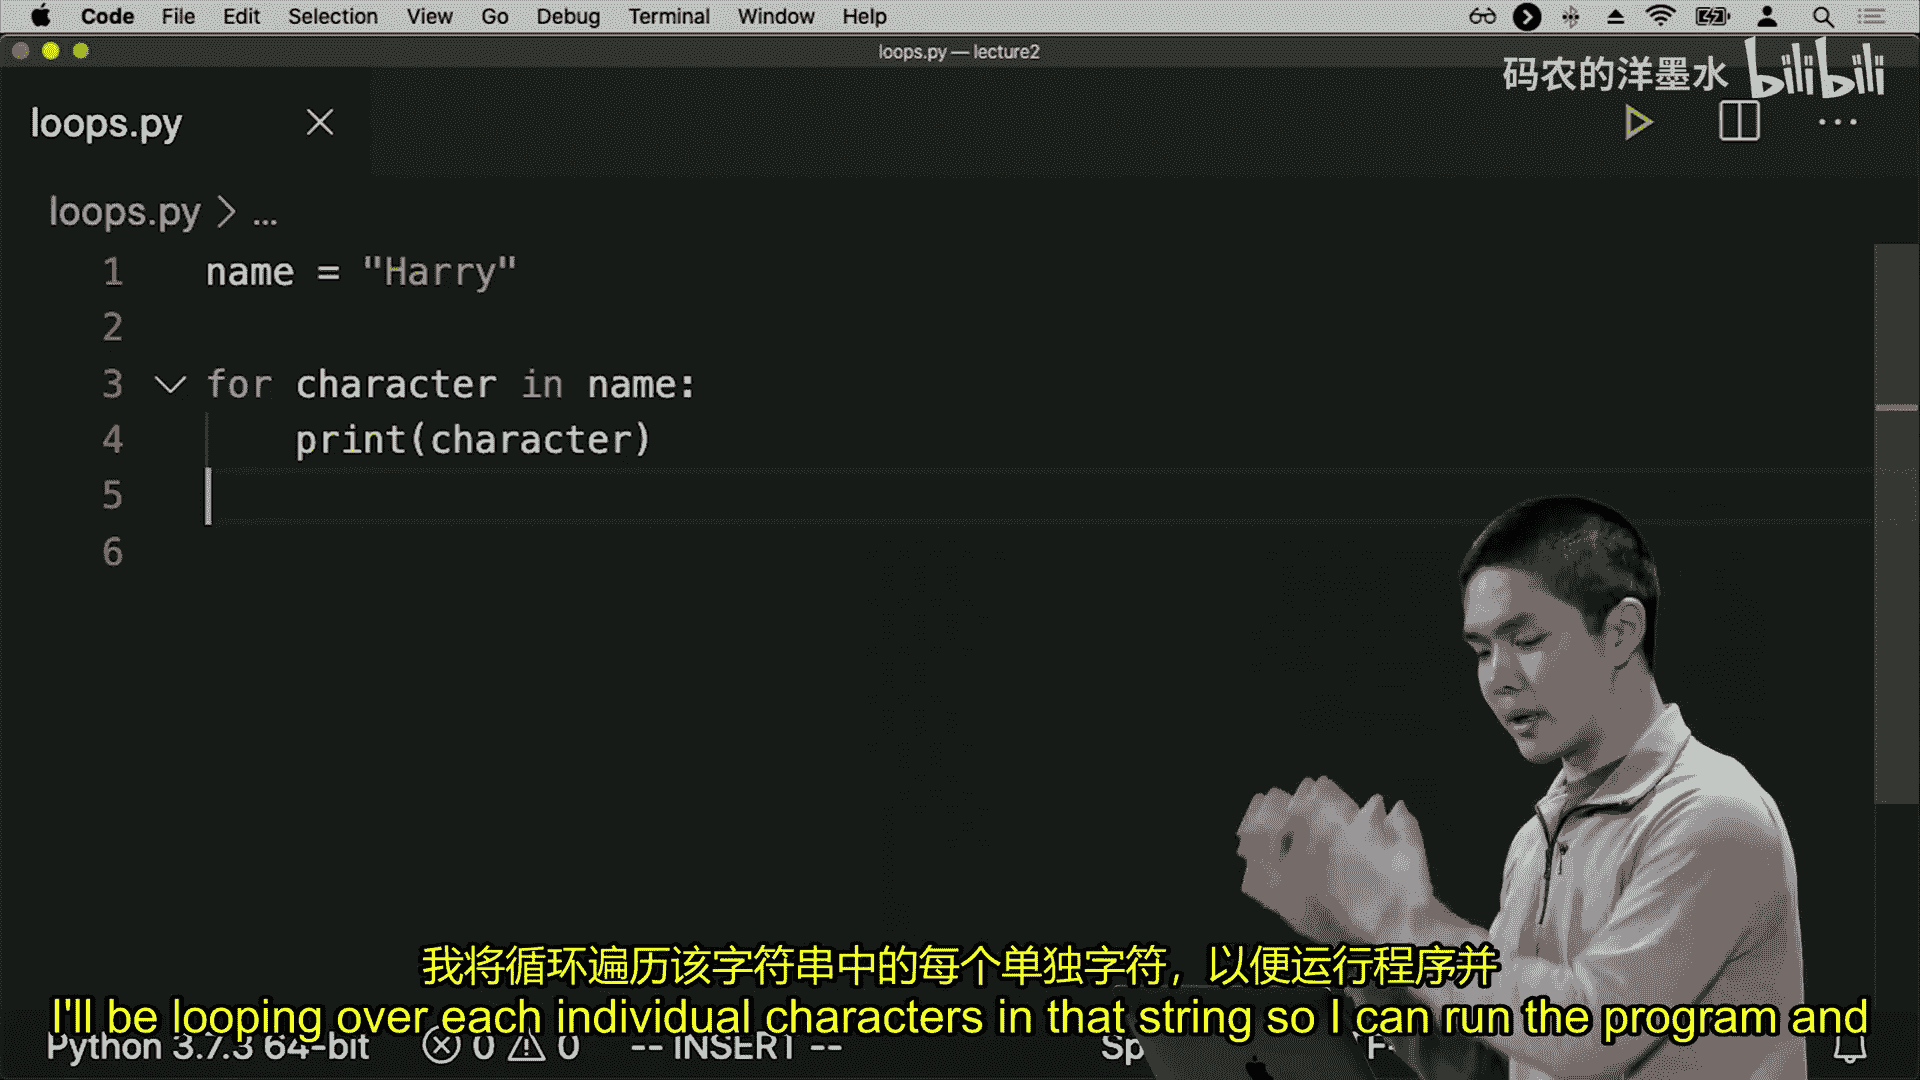 Code File Edit Selection View Go Debug Terminal Window Help
loops.py — lecture2
码农的洋墨水 bilibili
loops.py
loops.py > ...
1 name = "Harry"
2
3 for character in name:
4 print(character)
5
6
我将循环遍历该字符串中的每个单独字符，以便运行程序并
I'll be looping over each individual characters in that string so I can run the program and
Python 3.7.3 64-bit 0 0 -- INSERT --